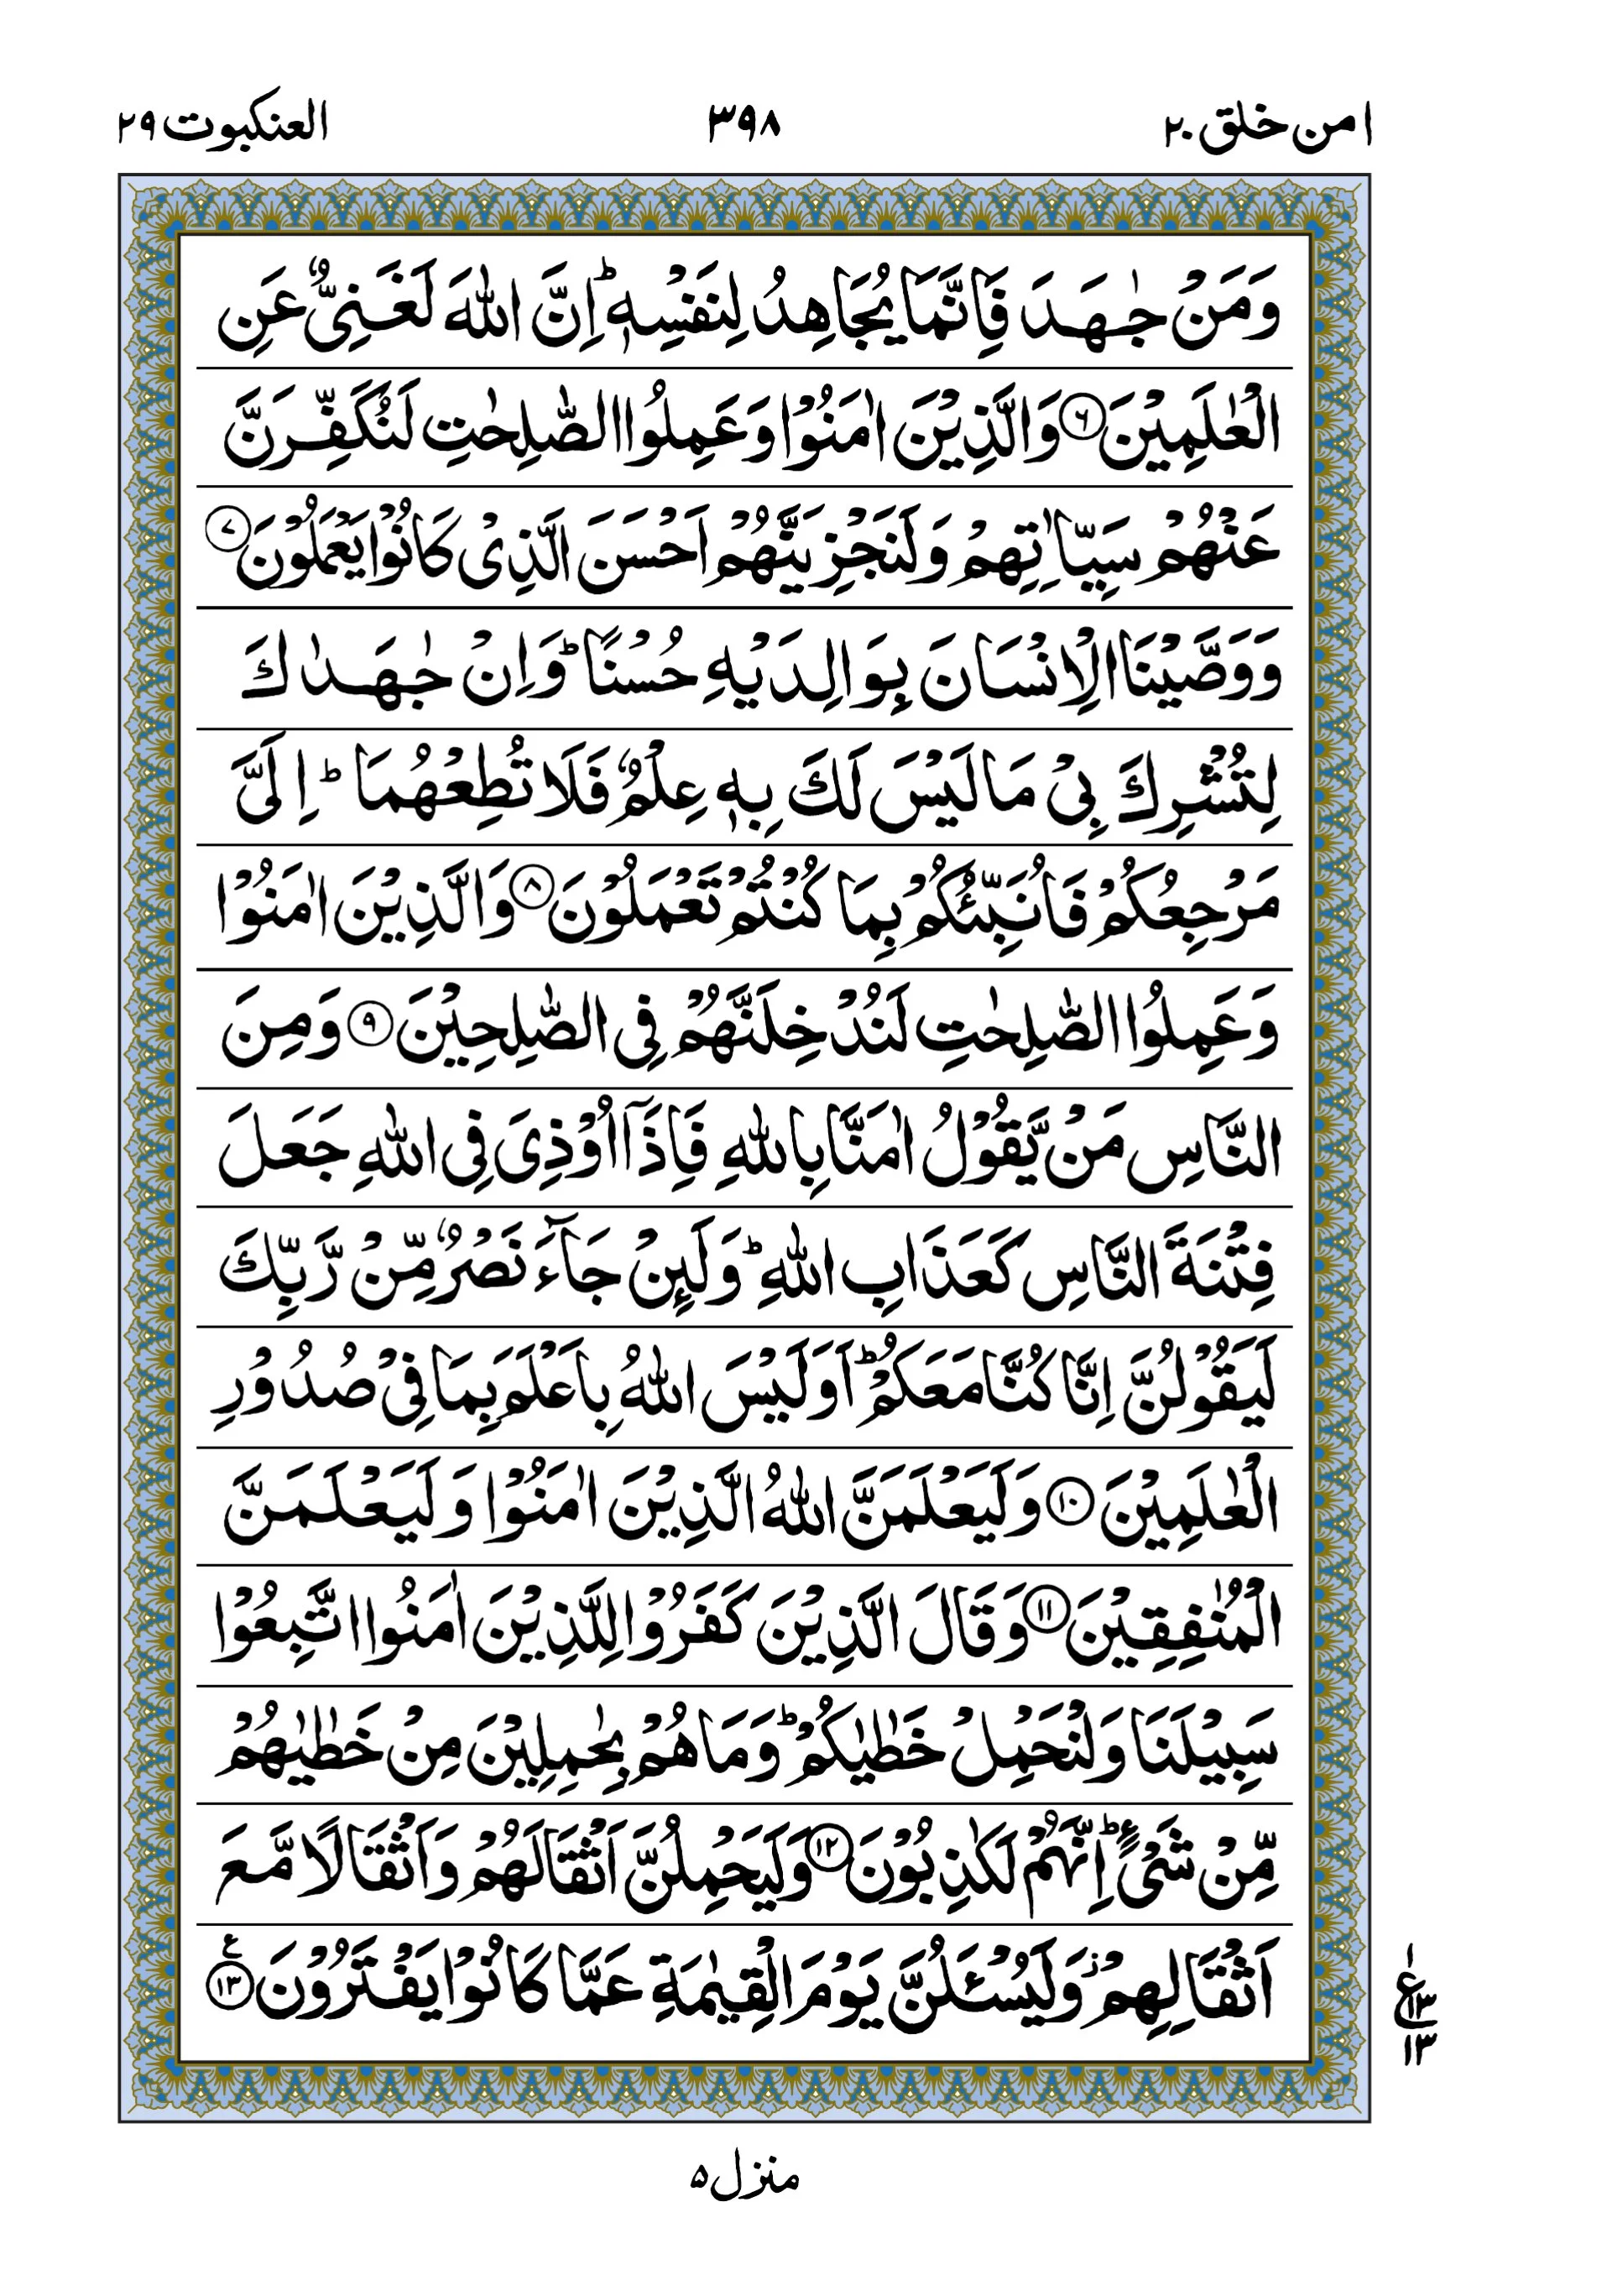 امن خلق ٢٠
٣٩٨
العنكبوت ٢٩
وَمَنْ جٰهَدَ فَاِنَّمَا يُجَاهِدُ لِنَفْسِهٖ ؕ اِنَّ اللّٰهَ لَغَنِىٌّ عَنِ
الْعٰلَمِيْنَ ﴿٦﴾ وَالَّذِيْنَ اٰمَنُوْا وَعَمِلُوا الصّٰلِحٰتِ لَنُكَفِّرَنَّ
عَنْهُمْ سَيِّاٰتِهِمْ وَلَنَجْزِيَنَّهُمْ اَحْسَنَ الَّذِىْ كَانُوْا يَعْمَلُوْنَ ﴿٧﴾
وَوَصَّيْنَا الْاِنْسَانَ بِوَالِدَيْهِ حُسْنًا ؕ وَاِنْ جٰهَدٰكَ
لِتُشْرِكَ بِىْ مَا لَيْسَ لَكَ بِهٖ عِلْمٌ فَلَا تُطِعْهُمَا ؕ اِلَىَّ
مَرْجِعُكُمْ فَاُنَبِّئُكُمْ بِمَا كُنْتُمْ تَعْمَلُوْنَ ﴿٨﴾ وَالَّذِيْنَ اٰمَنُوْا
وَعَمِلُوا الصّٰلِحٰتِ لَنُدْخِلَنَّهُمْ فِى الصّٰلِحِيْنَ ﴿٩﴾ وَمِنَ
النَّاسِ مَنْ يَّقُوْلُ اٰمَنَّا بِاللّٰهِ فَاِذَاۤ اُوْذِىَ فِى اللّٰهِ جَعَلَ
فِتْنَةَ النَّاسِ كَعَذَابِ اللّٰهِ ؕ وَلَئِنْ جَآءَ نَصْرٌ مِّنْ رَّبِّكَ
لَيَقُوْلُنَّ اِنَّا كُنَّا مَعَكُمْ ؕ اَوَلَيْسَ اللّٰهُ بِاَعْلَمَ بِمَا فِىْ صُدُوْرِ
الْعٰلَمِيْنَ ﴿١٠﴾ وَلَيَعْلَمَنَّ اللّٰهُ الَّذِيْنَ اٰمَنُوْا وَلَيَعْلَمَنَّ
الْمُنٰفِقِيْنَ ﴿١١﴾ وَقَالَ الَّذِيْنَ كَفَرُوْا لِلَّذِيْنَ اٰمَنُوا اتَّبِعُوْا
سَبِيْلَنَا وَلْنَحْمِلْ خَطٰيٰكُمْ ؕ وَمَا هُمْ بِحٰمِلِيْنَ مِنْ خَطٰيٰهُمْ
مِّنْ شَىْءٍ ؕ اِنَّهُمْ لَكٰذِبُوْنَ ﴿١٢﴾ وَلَيَحْمِلُنَّ اَثْقَالَهُمْ وَاَثْقَالًا مَّعَ
اَثْقَالِهِمْ ؗ وَلَيُسْـَٔلُنَّ يَوْمَ الْقِيٰمَةِ عَمَّا كَانُوْا يَفْتَرُوْنَ ﴿١٣﴾ ع
ع ١٣
١٣
منزل ٥